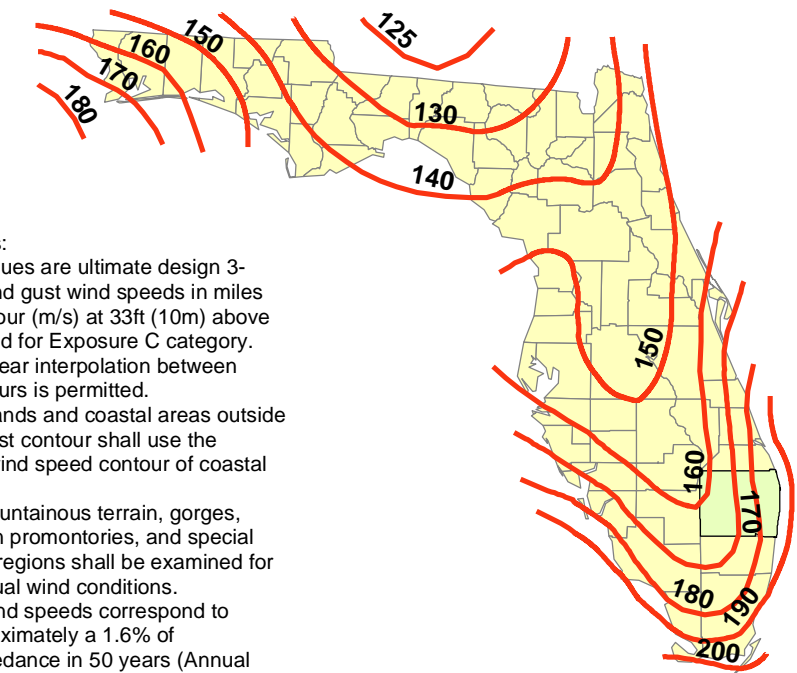 125
150
160
170
180
130
140
s:
ues are ultimate design 3-
nd gust wind speeds in miles
our (m/s) at 33ft (10m) above
d for Exposure C category.
ear interpolation between
urs is permitted.
ands and coastal areas outside
st contour shall use the
wind speed contour of coastal
untainous terrain, gorges,
n promontories, and special
regions shall be examined for
ual wind conditions.
nd speeds correspond to
oximately a 1.6% of
edance in 50 years (Annual
150
160
170
180
190
200